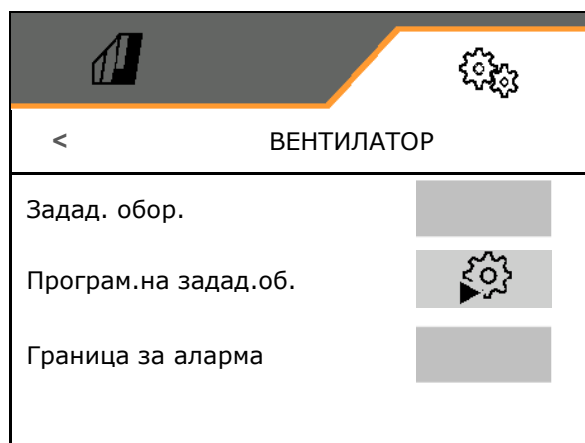 < ВЕНТИЛАТОР
Задад. обор.
Програм.на задад.об.
Граница за аларма